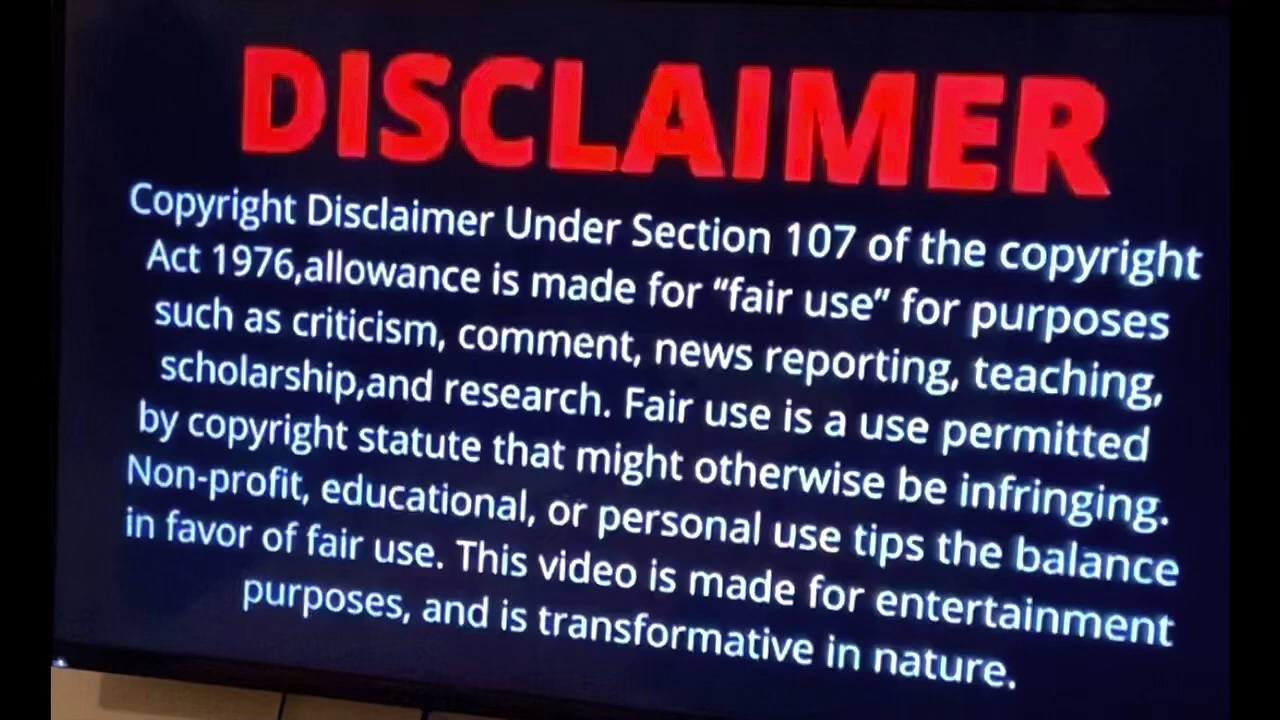 DISCLAIMER
Copyright Disclaimer Under Section 107 of the copyright
Act 1976,allowance is made for “fair use” for purposes
such as criticism, comment, news reporting, teaching,
scholarship,and research. Fair use is a use permitted
by copyright statute that might otherwise be infringing.
Non-profit, educational, or personal use tips the balance
in favor of fair use. This video is made for entertainment
purposes, and is transformative in nature.